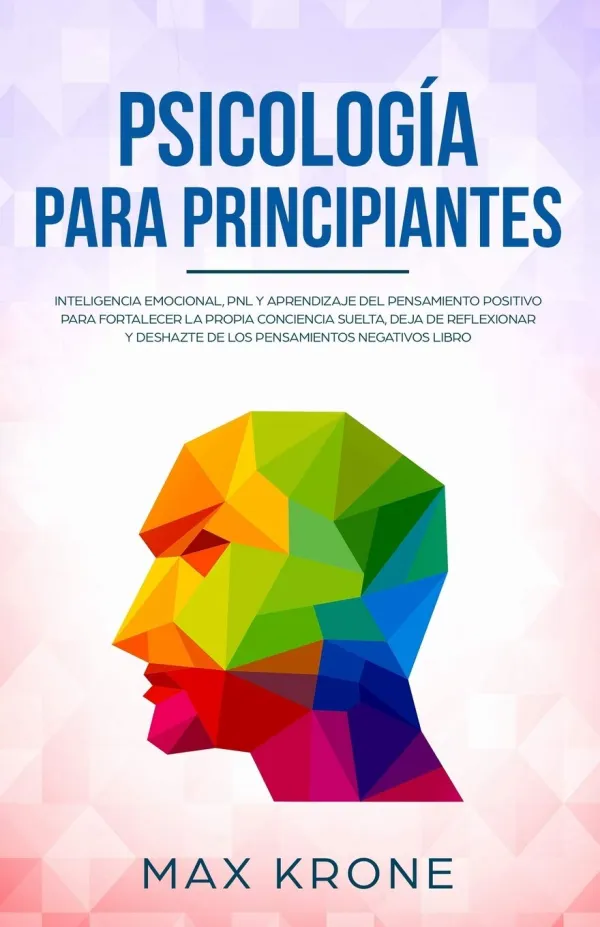 PSICOLOGÍA
PARA PRINCIPIANTES
INTELIGENCIA EMOCIONAL, PNL Y APRENDIZAJE DEL PENSAMIENTO POSITIVO
PARA FORTALECER LA PROPIA CONCIENCIA SUELTA, DEJA DE REFLEXIONAR
Y DESHAZTE DE LOS PENSAMIENTOS NEGATIVOS LIBRO
MAX KRONE